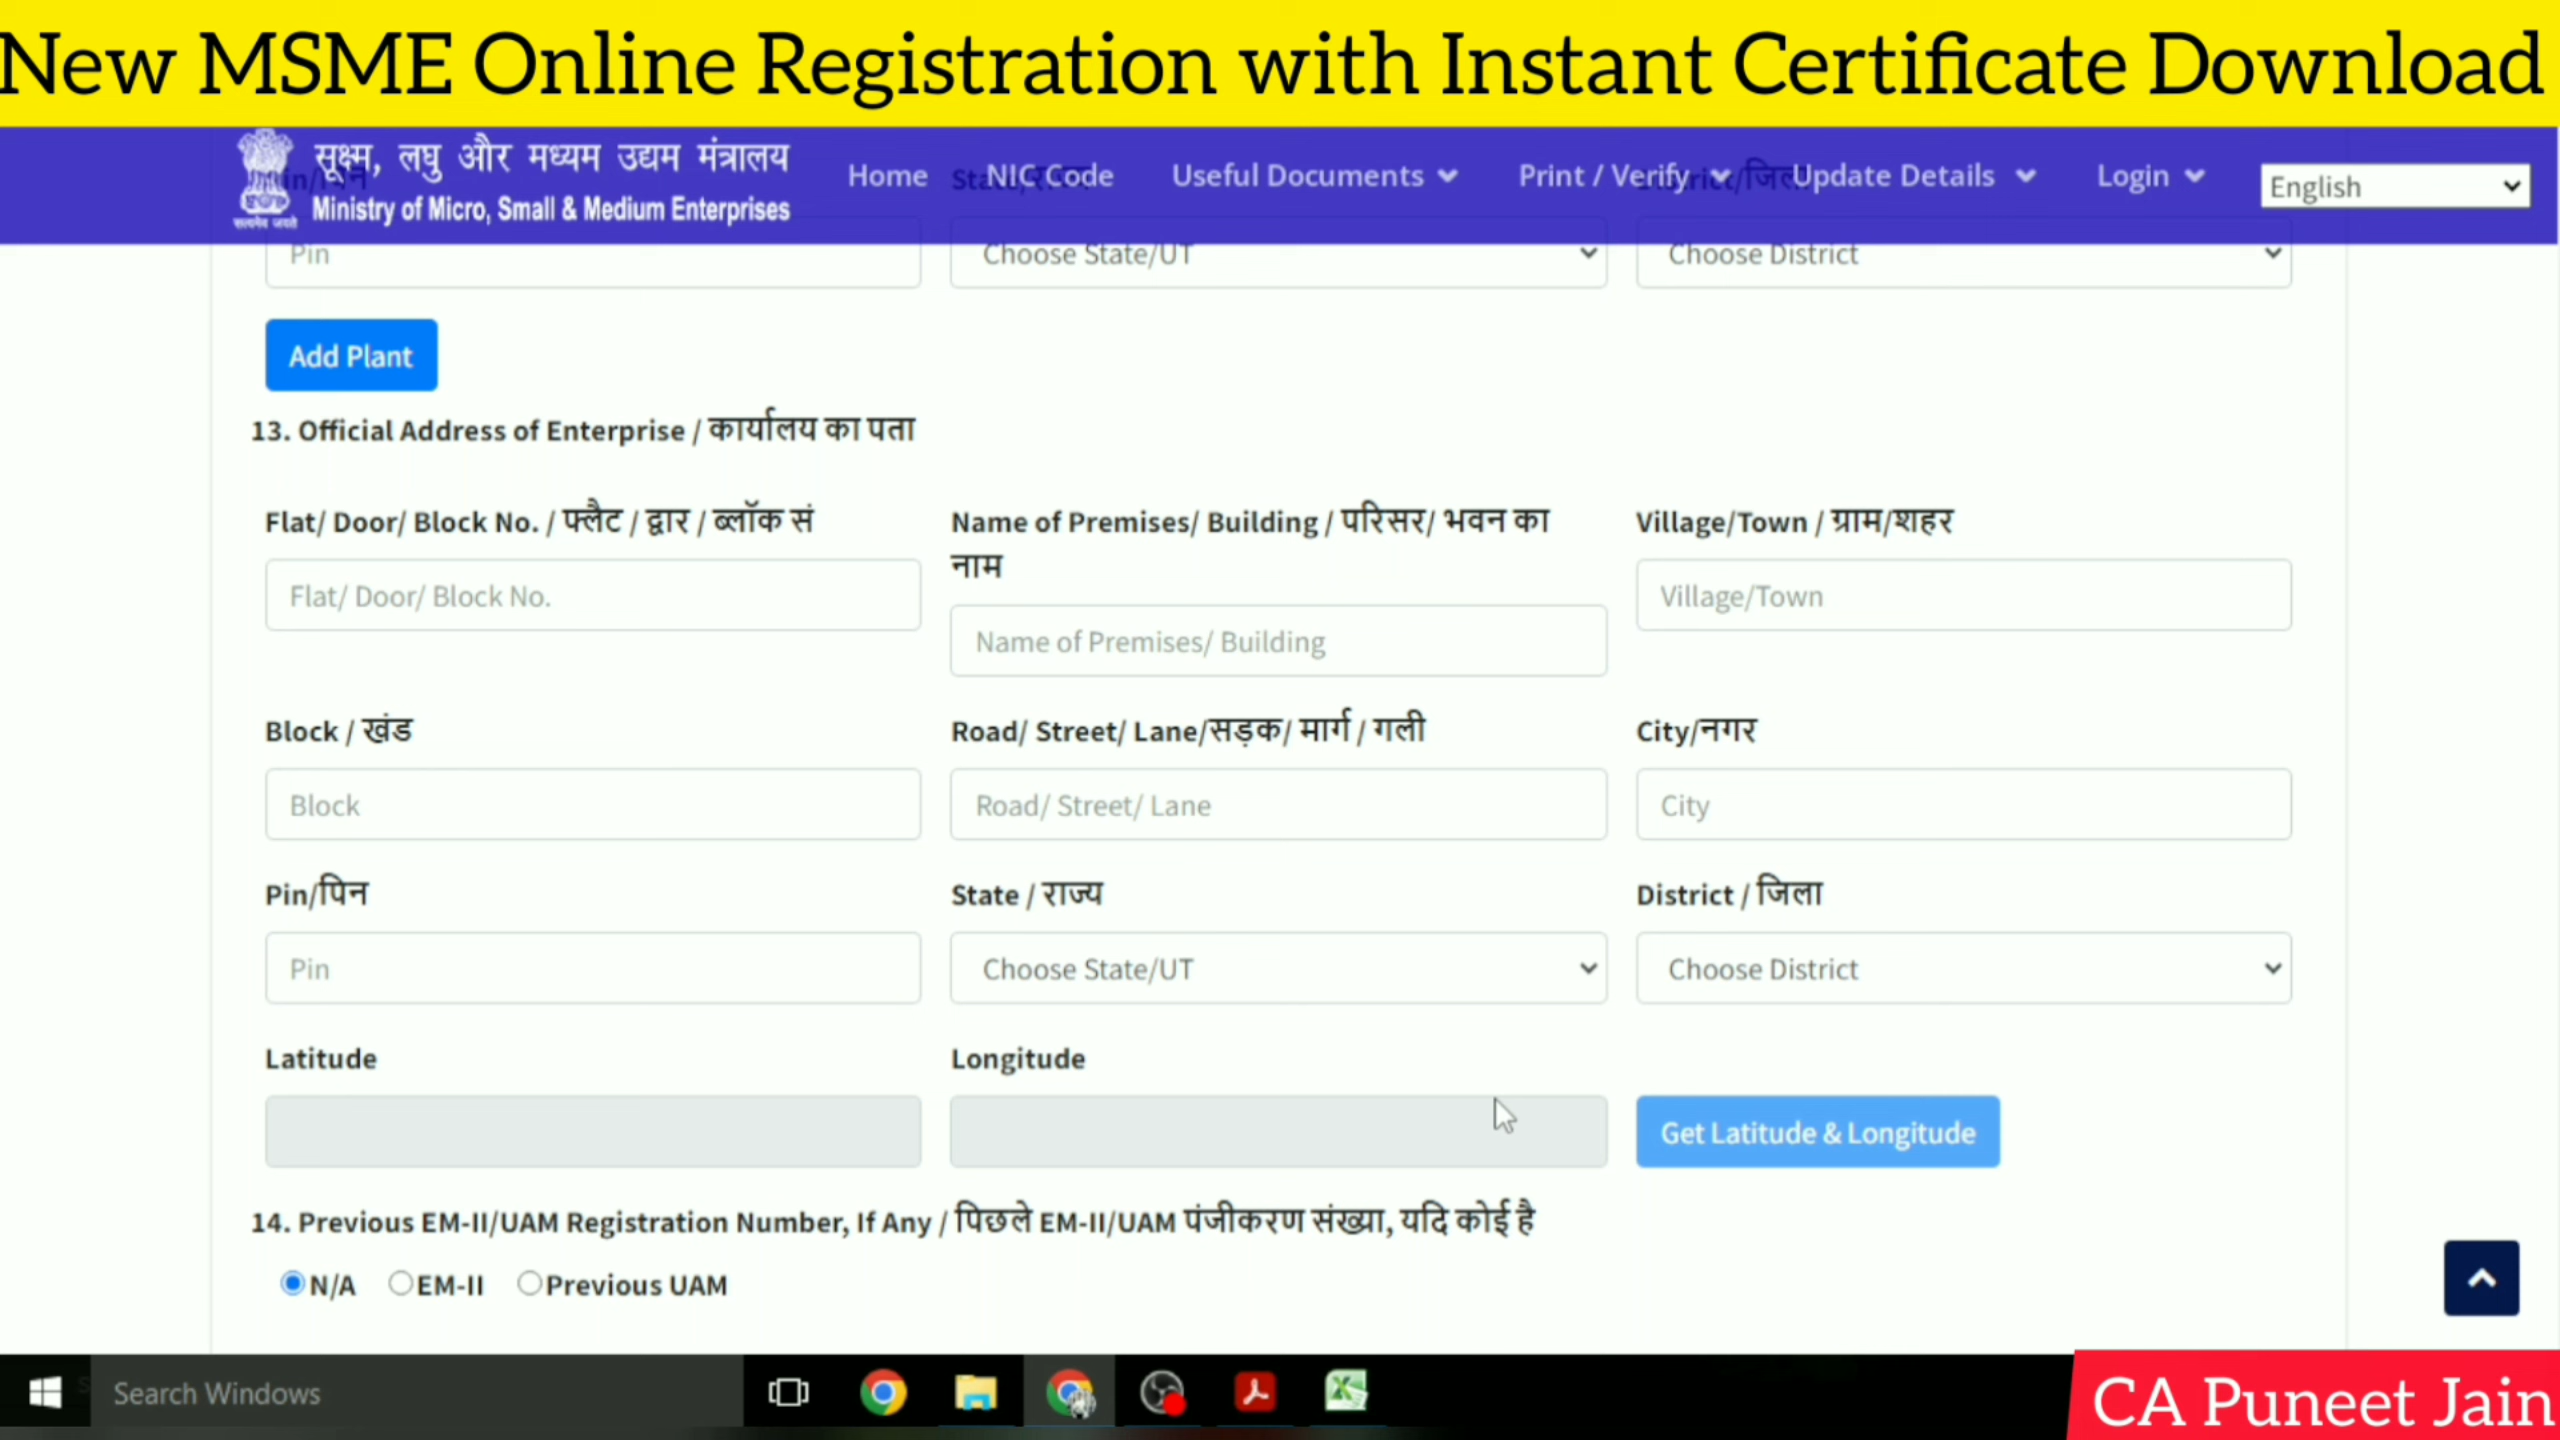 New MSME Online Registration with Instant Certificate Download
सूक्ष्म, लघु और मध्यम उद्यम मंत्रालय
Ministry of Micro, Small & Medium Enterprises
सत्यमेव जयते
Home NIC Code Useful Documents Print / Verify Update Details Login English
Pin Choose State/UT Choose District
Add Plant
13. Official Address of Enterprise / कार्यालय का पता
Flat/ Door/ Block No. / फ्लैट / द्वार / ब्लॉक सं Name of Premises/ Building / परिसर/ भवन का Village/Town / ग्राम/शहर
नाम
Flat/ Door/ Block No. Name of Premises/ Building Village/Town
Block / खंड Road/ Street/ Lane/सड़क/ मार्ग / गली City/नगर
Block Road/ Street/ Lane City
Pin/पिन State / राज्य District / जिला
Pin Choose State/UT Choose District
Latitude Longitude
Get Latitude & Longitude
14. Previous EM-II/UAM Registration Number, If Any / पिछले EM-II/UAM पंजीकरण संख्या, यदि कोई है
N/A EM-II Previous UAM
Search Windows
CA Puneet Jain